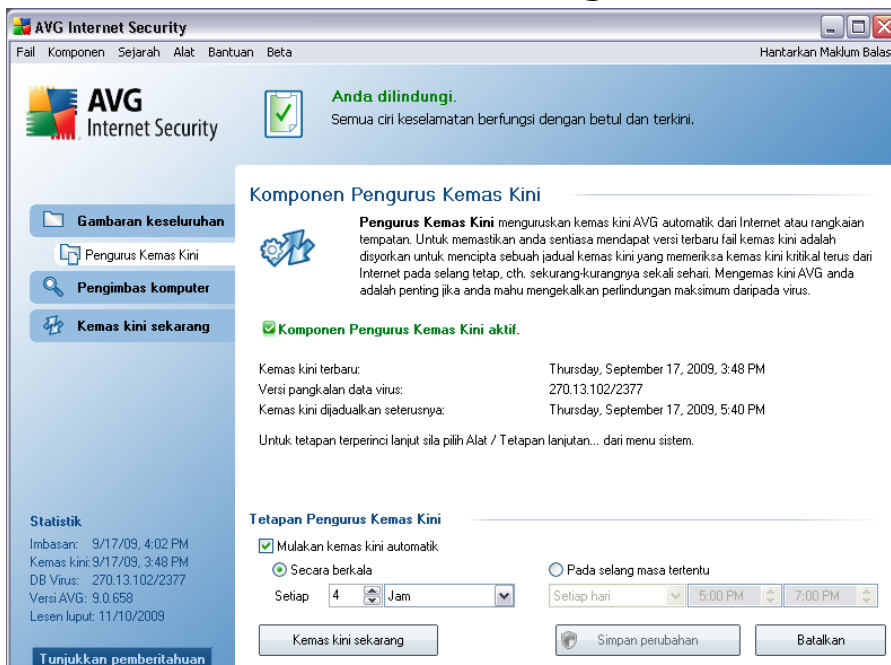 AVG Internet Security
Fail Komponen Sejarah Alat Bantuan Beta Hantarkan Maklum Balas
AVG
Internet Security
Anda dilindungi.
Semua ciri keselamatan berfungsi dengan betul dan terkini.
Gambaran keseluruhan
Pengurus Kemas Kini
Pengimbas komputer
Kemas kini sekarang
Komponen Pengurus Kemas Kini
Pengurus Kemas Kini menguruskan kemas kini AVG automatik dari Internet atau rangkaian
tempatan. Untuk memastikan anda sentiasa mendapat versi terbaru fail kemas kini adalah
disyorkan untuk mencipta sebuah jadual kemas kini yang memeriksa kemas kini kritikal terus dari
Internet pada selang tetap, cth. sekurang-kurangnya sekali sehari. Mengemas kini AVG anda
adalah penting jika anda mahu mengekalkan perlindungan maksimum daripada virus.
Komponen Pengurus Kemas Kini aktif.
Kemas kini terbaru: Thursday, September 17, 2009, 3:48 PM
Versi pangkalan data virus: 270.13.102/2377
Kemas kini dijadualkan seterusnya: Thursday, September 17, 2009, 5:40 PM
Untuk tetapan terperinci lanjut sila pilih Alat / Tetapan lanjutan... dari menu sistem.
Tetapan Pengurus Kemas Kini
Mulakan kemas kini automatik
Secara berkala Pada selang masa tertentu
Setiap 4 Jam Setiap hari 5:00 PM 7:00 PM
Kemas kini sekarang Simpan perubahan Batalkan
Statistik
Imbasan: 9/17/09, 4:02 PM
Kemas kini: 9/17/09, 3:48 PM
DB Virus: 270.13.102/2377
Versi AVG: 9.0.658
Lesen luput: 11/10/2009
Tunjukkan pemberitahuan